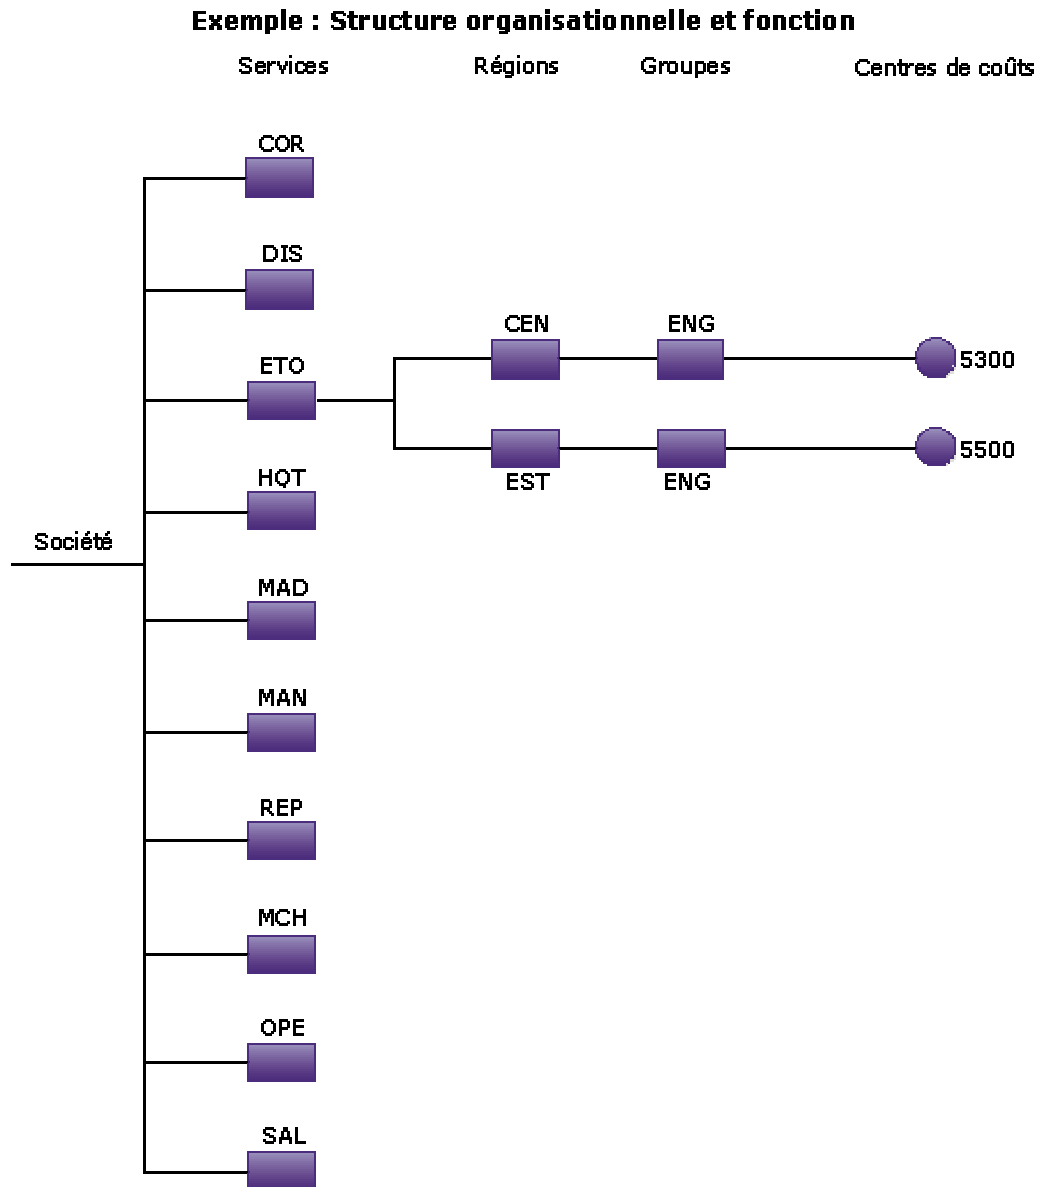 Exemple : Structure organisationnelle et fonction
Services Régions Groupes Centres de coûts
COR
DIS
CEN ENG
5300
ETO
5500
HQT EST ENG
Société
MAD
MAN
REP
MCH
OPE
SAL